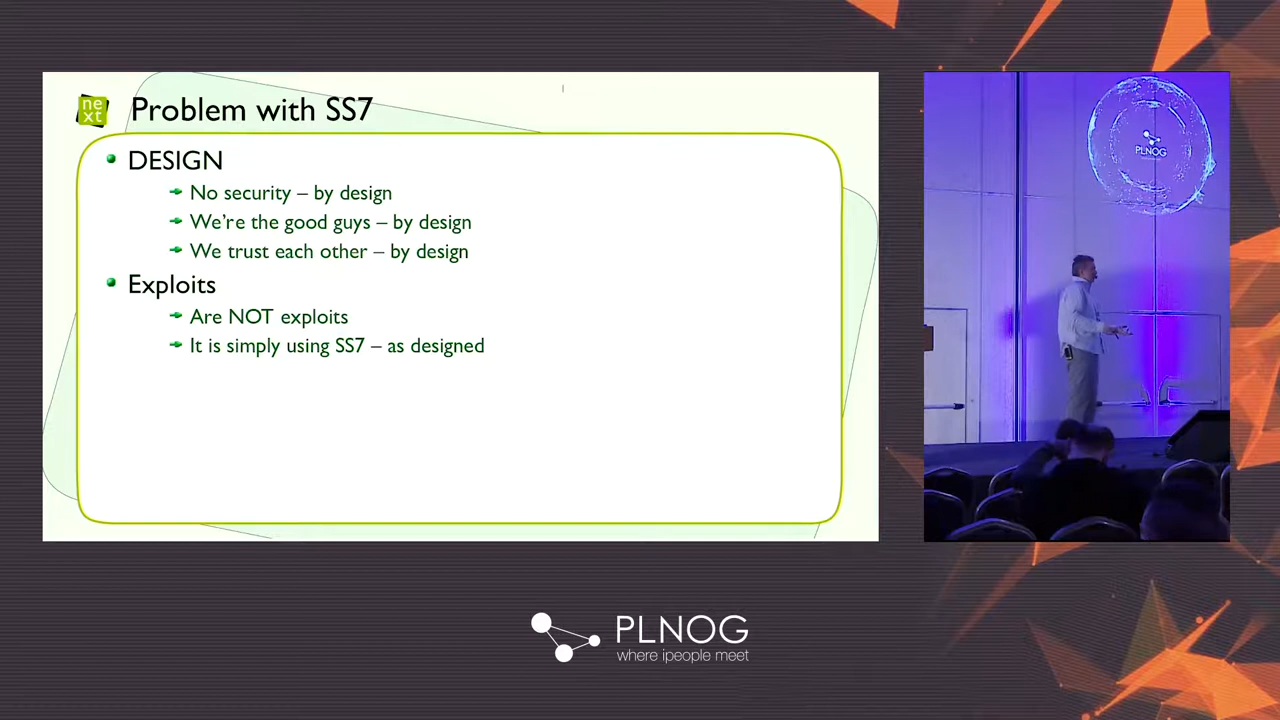 ne
xt
Problem with SS7
DESIGN
No security – by design
We're the good guys – by design
We trust each other – by design
Exploits
Are NOT exploits
It is simply using SS7 – as designed
PLNOG
PLNOG
where ipeople meet